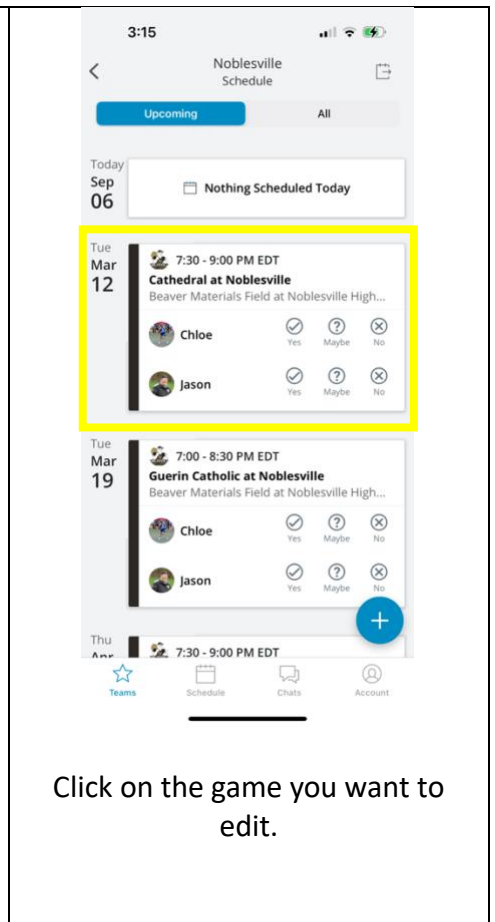 3:15
Noblesville
Schedule
Upcoming
All
Today
Sep
06
Nothing Scheduled Today
Tue
Mar
12
7:30 - 9:00 PM EDT
Cathedral at Noblesville
Beaver Materials Field at Noblesville High...
Chloe
Yes Maybe No
Jason
Yes Maybe No
Tue
Mar
19
7:00 - 8:30 PM EDT
Guerin Catholic at Noblesville
Beaver Materials Field at Noblesville High...
Chloe
Yes Maybe No
Jason
Yes Maybe No
Thu
Apr
7:30 - 9:00 PM EDT
Teams Schedule Chats Account
Click on the game you want to
edit.